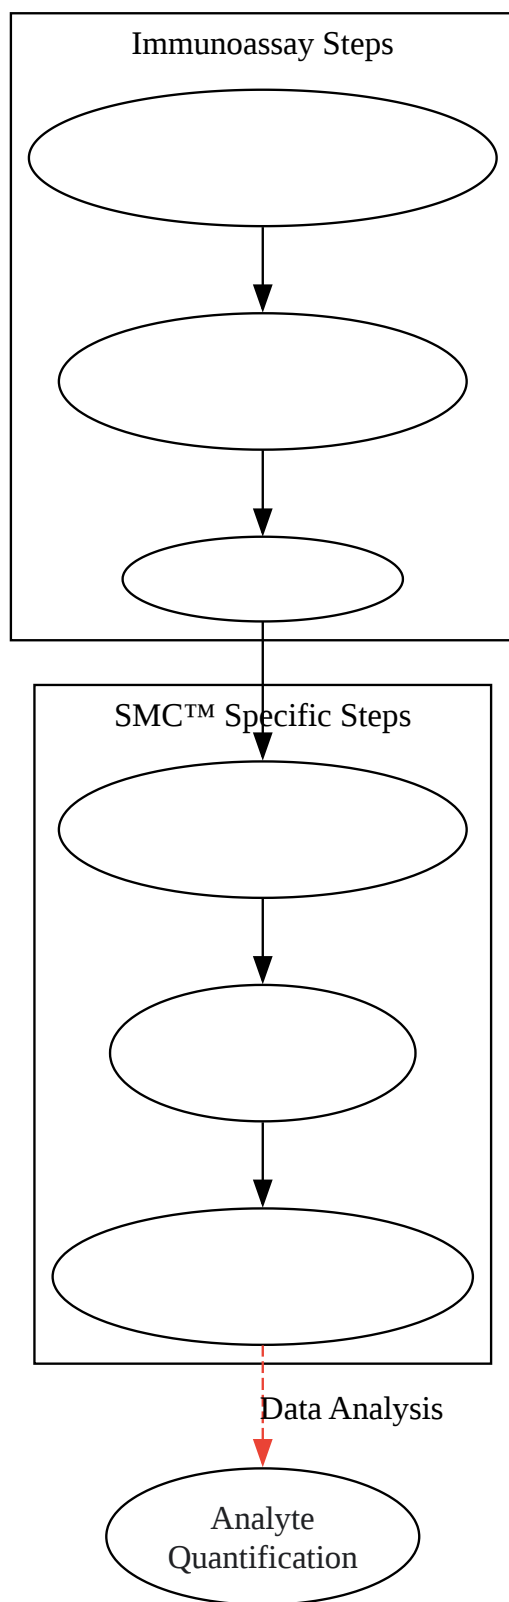 Immunoassay Steps
SMC™ Specific Steps
Data Analysis
Analyte
Quantification